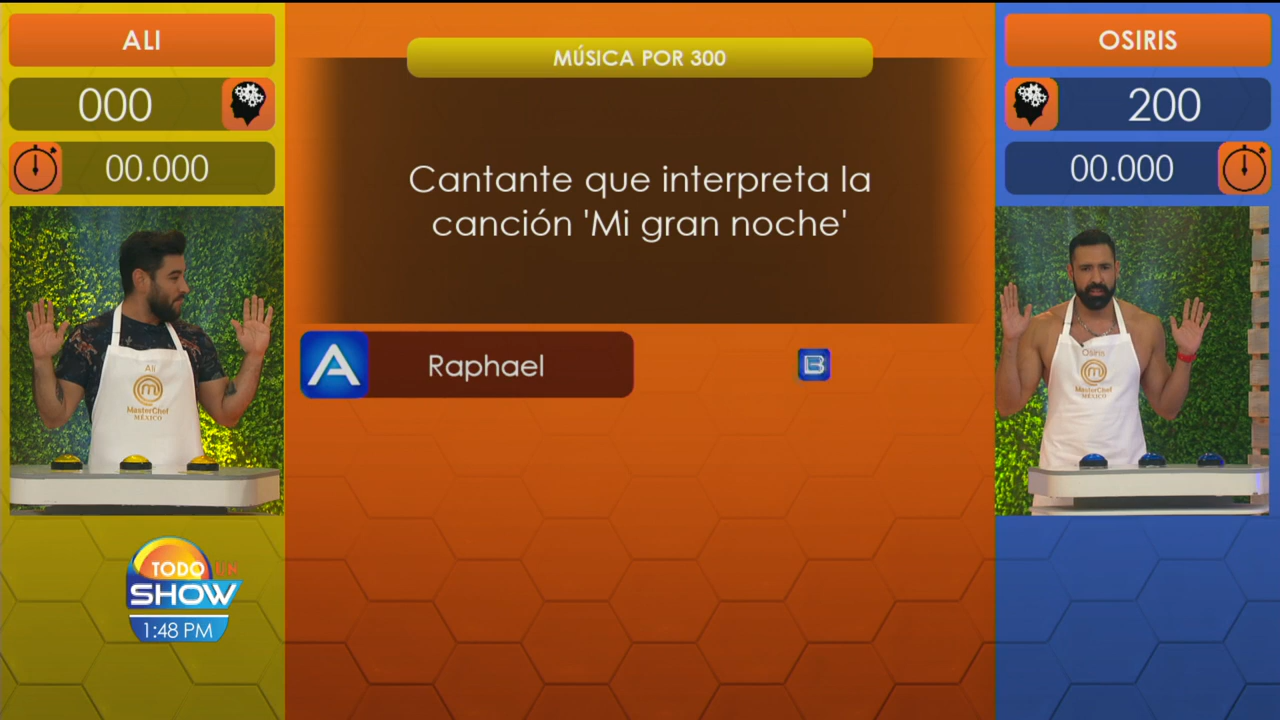 ALI
000
00.000
MÚSICA POR 300
Cantante que interpreta la
canción 'Mi gran noche'
A Raphael
B
OSIRIS
200
00.000
Ali
MasterChef
MÉXICO
Osiris
MasterChef
MÉXICO
TODO UN
SHOW
1:48 PM